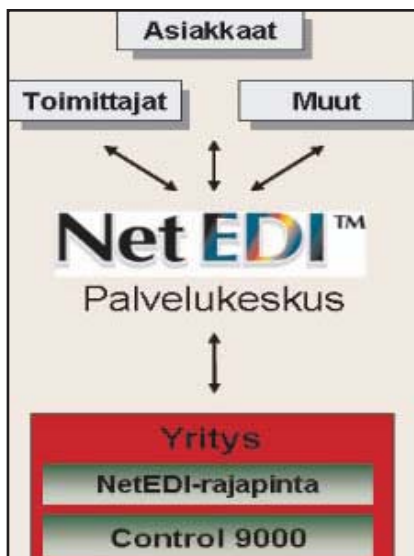 Asiakkaat
Toimittajat
Muut
Net EDI™
Palvelukeskus
Yritys
NetEDI-rajapinta
Control 9000